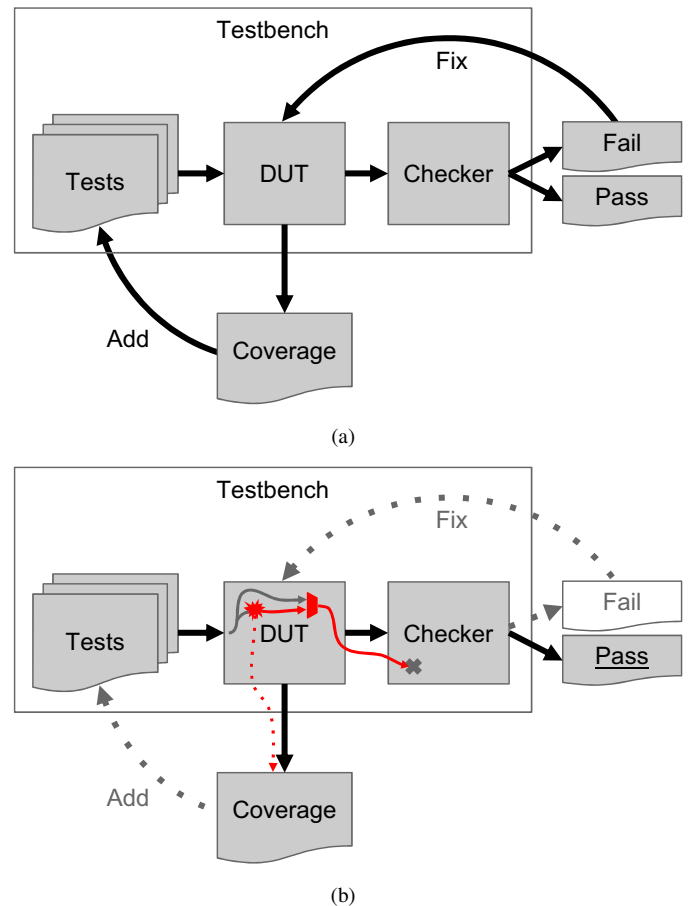 Testbench
Fix
Tests
DUT
Checker
Fail
Pass
Add
Coverage
(a)
Testbench
Fix
Tests
DUT
Checker
Fail
Pass
Add
Coverage
(b)